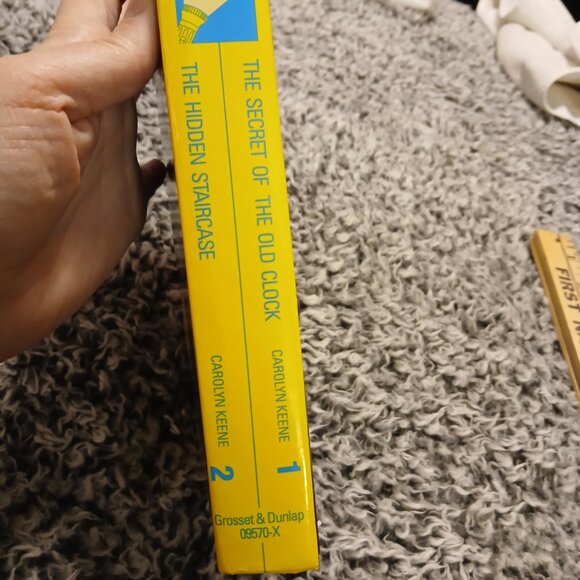 THE SECRET OF THE OLD CLOCK CAROLYN KEENE 1
THE HIDDEN STAIRCASE CAROLYN KEENE 2
Grosset & Dunlap
09570-X
FIRST